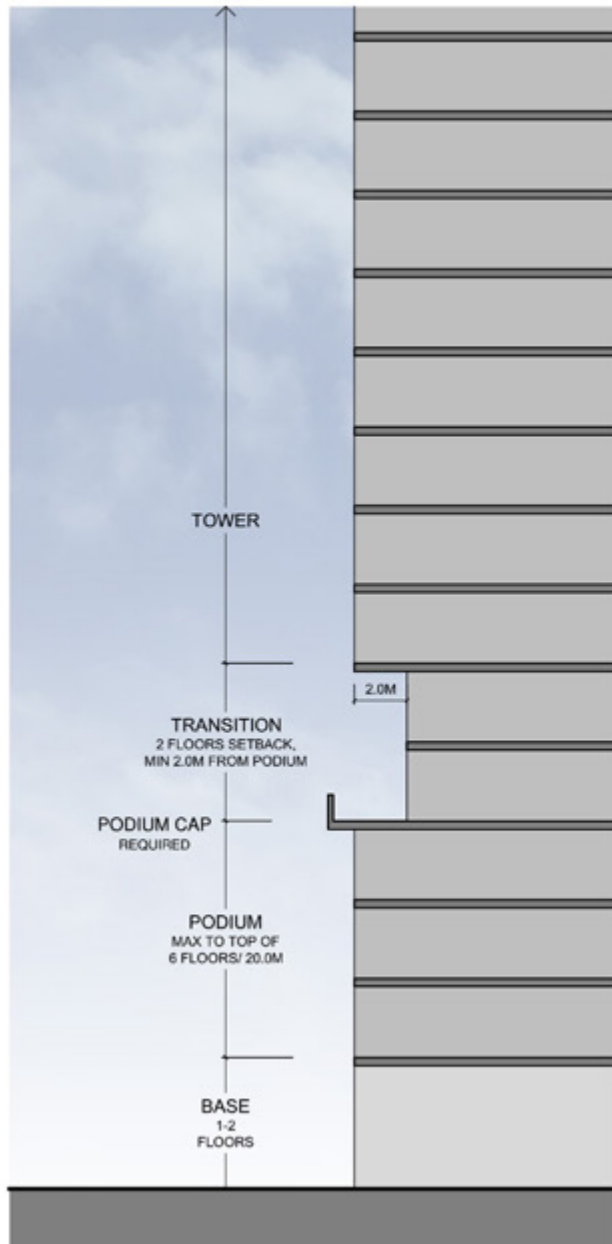 TOWER
2.0M
TRANSITION
2 FLOORS SETBACK,
MIN 2.0M FROM PODIUM
PODIUM CAP
REQUIRED
PODIUM
MAX TO TOP OF
6 FLOORS/ 20.0M
BASE
1-2
FLOORS